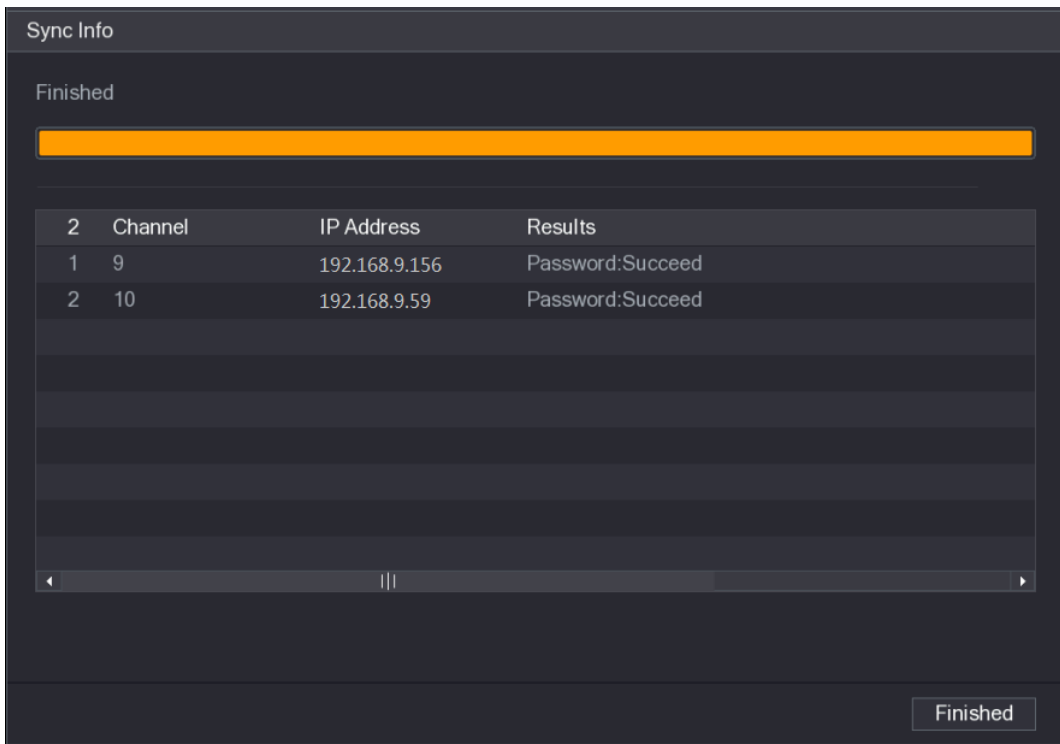 Sync Info
Finished
2 Channel IP Address Results
1 9 192.168.9.156 Password:Succeed
2 10 192.168.9.59 Password:Succeed
Finished